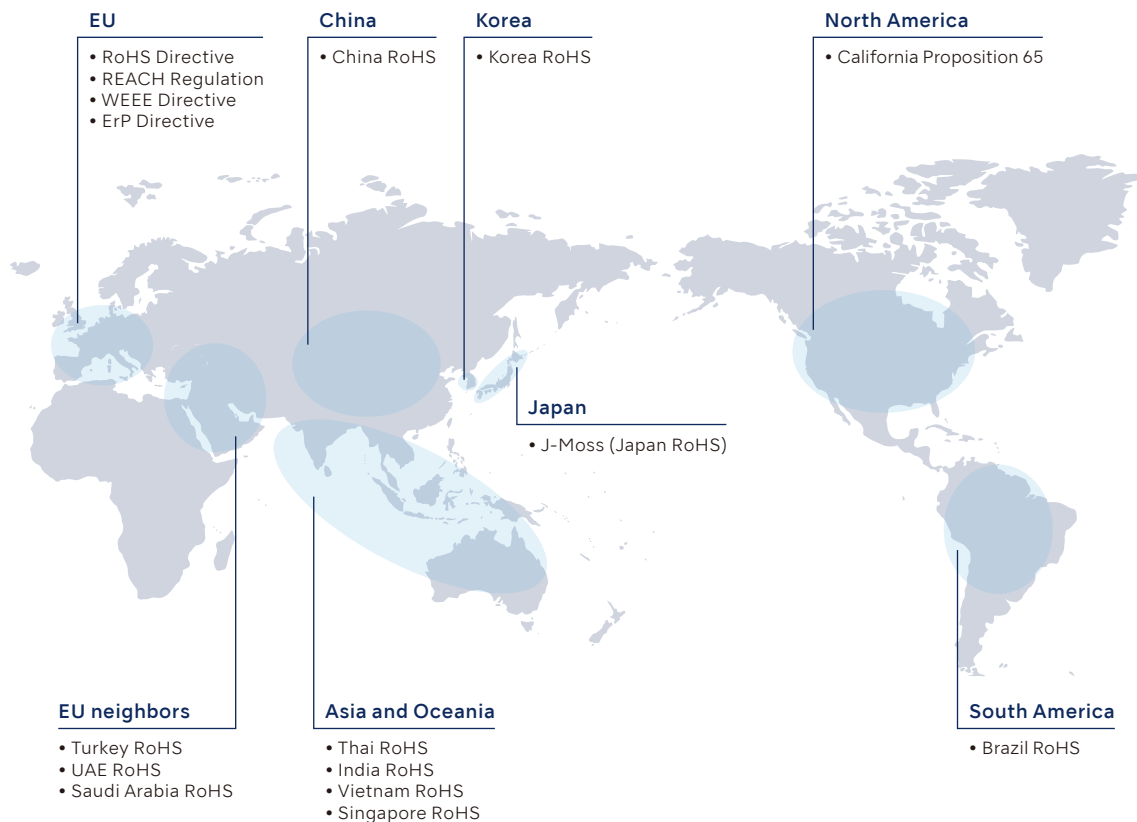 EU
• RoHS Directive
• REACH Regulation
• WEEE Directive
• ErP Directive
China
• China RoHS
Korea
• Korea RoHS
North America
• California Proposition 65
Japan
• J-Moss (Japan RoHS)
EU neighbors
• Turkey RoHS
• UAE RoHS
• Saudi Arabia RoHS
Asia and Oceania
• Thai RoHS
• India RoHS
• Vietnam RoHS
• Singapore RoHS
South America
• Brazil RoHS